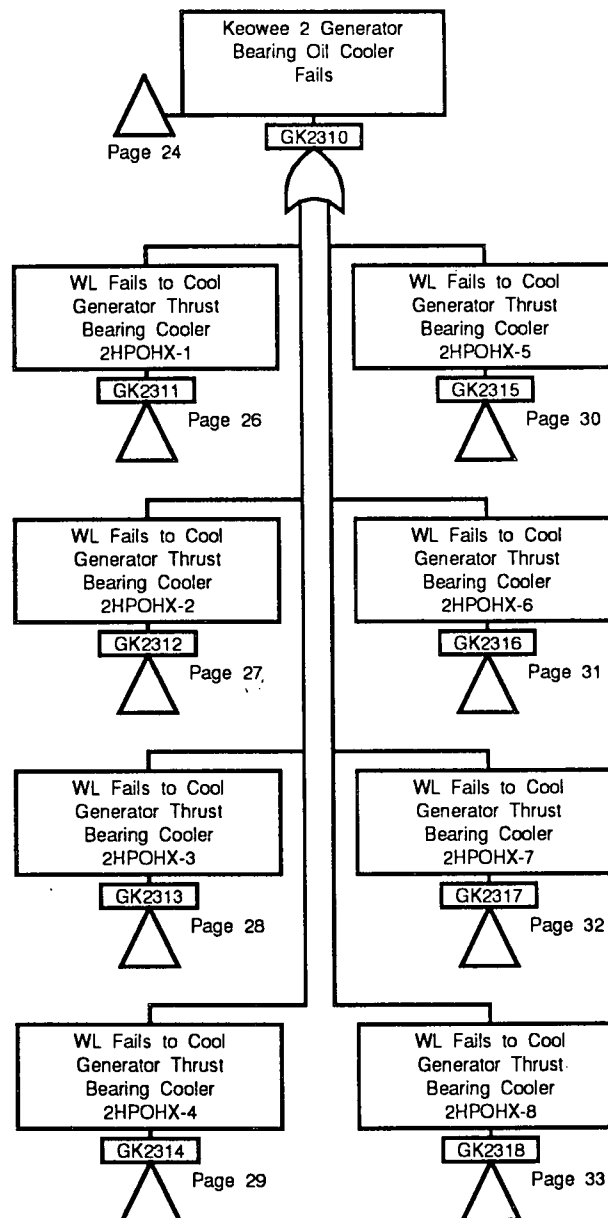 Keowee 2 Generator
Bearing Oil Cooler
Fails
GK2310
Page 24
WL Fails to Cool
Generator Thrust
Bearing Cooler
2HPOHX-1
GK2311
Page 26
WL Fails to Cool
Generator Thrust
Bearing Cooler
2HPOHX-5
GK2315
Page 30
WL Fails to Cool
Generator Thrust
Bearing Cooler
2HPOHX-2
GK2312
Page 27
WL Fails to Cool
Generator Thrust
Bearing Cooler
2HPOHX-6
GK2316
Page 31
WL Fails to Cool
Generator Thrust
Bearing Cooler
2HPOHX-3
GK2313
Page 28
WL Fails to Cool
Generator Thrust
Bearing Cooler
2HPOHX-7
GK2317
Page 32
WL Fails to Cool
Generator Thrust
Bearing Cooler
2HPOHX-4
GK2314
Page 29
WL Fails to Cool
Generator Thrust
Bearing Cooler
2HPOHX-8
GK2318
Page 33